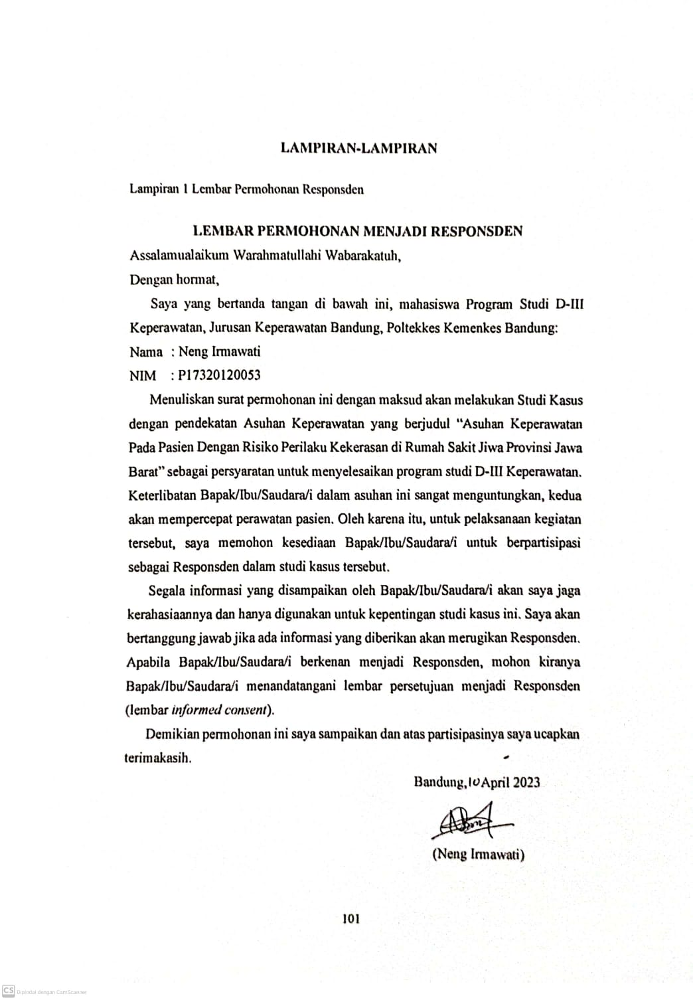 LAMPIRAN-LAMPIRAN
Lampiran 1 Lembar Permohonan Responsden
LEMBAR PERMOHONAN MENJADI RESPONSDEN
Assalamualaikum Warahmatullahi Wabarakatuh,
Dengan hormat,
Saya yang bertanda tangan di bawah ini, mahasiswa Program Studi D-III
Keperawatan, Jurusan Keperawatan Bandung, Poltekkes Kemenkes Bandung:
Nama : Neng Irmawati
NIM : P17320120053
Menuliskan surat permohonan ini dengan maksud akan melakukan Studi Kasus
dengan pendekatan Asuhan Keperawatan yang berjudul “Asuhan Keperawatan
Pada Pasien Dengan Risiko Perilaku Kekerasan di Rumah Sakit Jiwa Provinsi Jawa
Barat” sebagai persyaratan untuk menyelesaikan program studi D-III Keperawatan.
Keterlibatan Bapak/Ibu/Saudara/i dalam asuhan ini sangat menguntungkan, kedua
akan mempercepat perawatan pasien. Oleh karena itu, untuk pelaksanaan kegiatan
tersebut, saya memohon kesediaan Bapak/Ibu/Saudara/i untuk berpartisipasi
sebagai Responsden dalam studi kasus tersebut.
Segala informasi yang disampaikan oleh Bapak/Ibu/Saudara/i akan saya jaga
kerahasiaannya dan hanya digunakan untuk kepentingan studi kasus ini. Saya akan
bertanggung jawab jika ada informasi yang diberikan akan merugikan Responsden.
Apabila Bapak/Ibu/Saudara/i berkenan menjadi Responsden, mohon kiranya
Bapak/Ibu/Saudara/i menandatangani lembar persetujuan menjadi Responsden
(lembar informed consent).
Demikian permohonan ini saya sampaikan dan atas partisipasinya saya ucapkan
terimakasih.
Bandung, 10 April 2023
(Neng Irmawati)
101
CS Dipindai dengan CamScanner